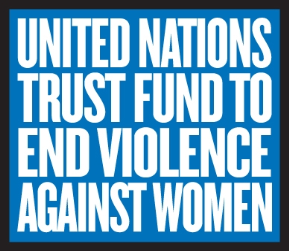 UNITED NATIONS
TRUST FUND TO
END VIOLENCE
AGAINST WOMEN